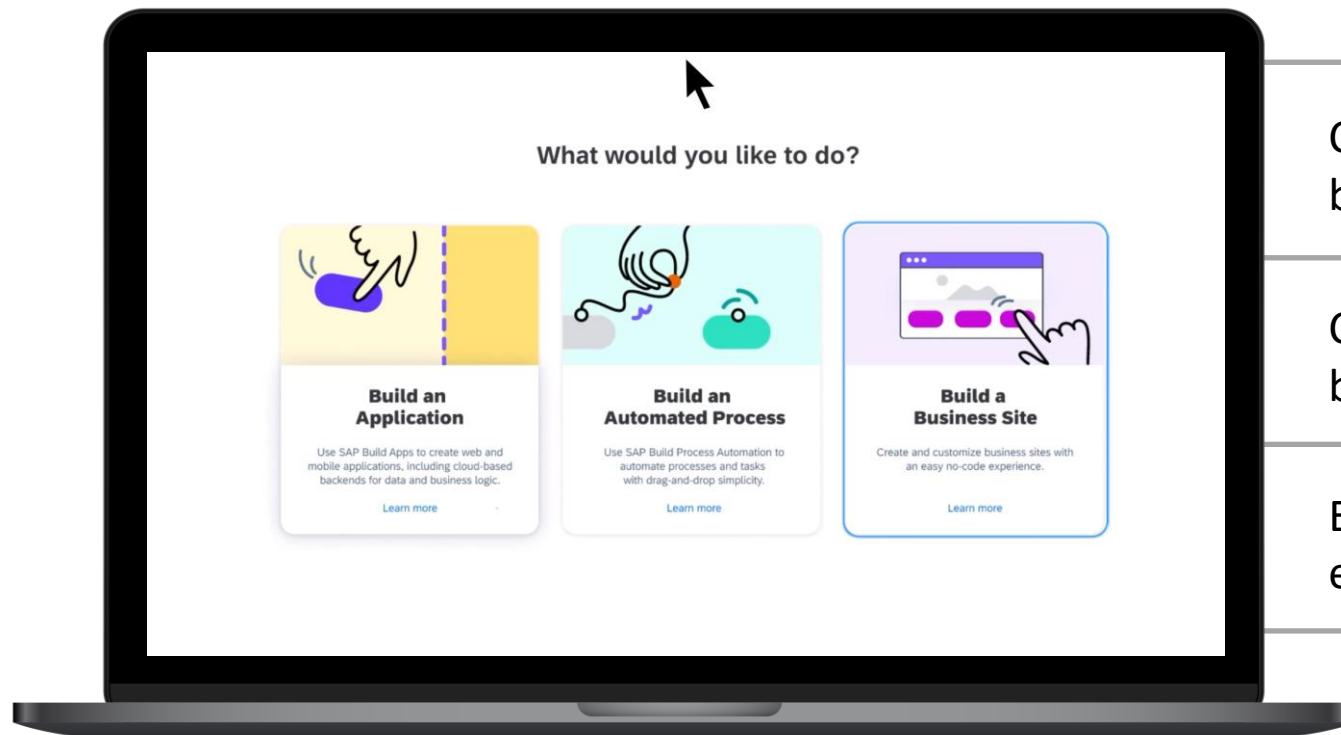 What would you like to do?
Build an
Application
Use SAP Build Apps to create web and
mobile applications, including cloud-based
backends for data and business logic.
Learn more
Build an
Automated Process
Use SAP Build Process Automation to
automate processes and tasks
with drag-and-drop simplicity.
Learn more
Build a
Business Site
Create and customize business sites with
an easy no-code experience.
Learn more